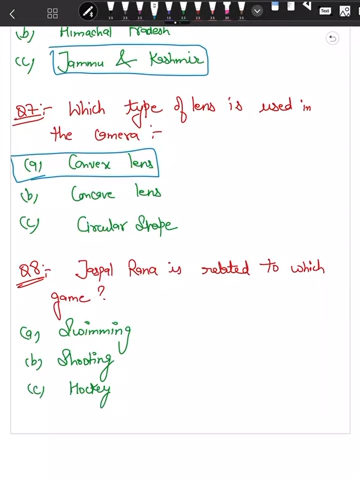 (b) Himachal Pradesh
(c) Jammu & Kashmir
Q7:- Which type of lens is used in
the camera:-
(a) Convex lens
(b) Concave lens
(c) Circular Shape
Q8:- Jaspal Rana is related to which
game?
(a) Swimming
(b) Shooting
(c) Hockey